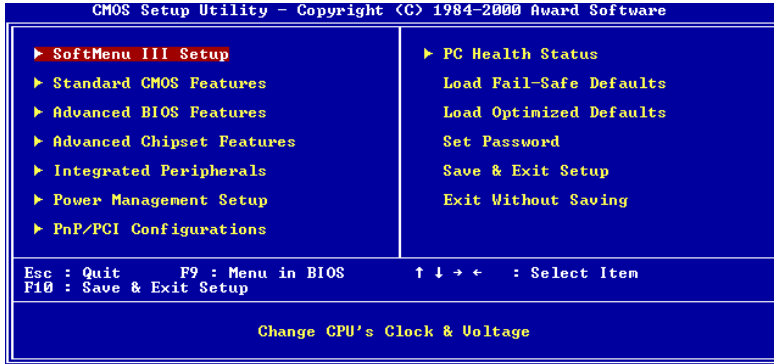 CMOS Setup Utility – Copyright (C) 1984–2000 Award Software
▶ SoftMenu III Setup
▶ Standard CMOS Features
▶ Advanced BIOS Features
▶ Advanced Chipset Features
▶ Integrated Peripherals
▶ Power Management Setup
▶ PnP/PCI Configurations
▶ PC Health Status
Load Fail-Safe Defaults
Load Optimized Defaults
Set Password
Save & Exit Setup
Exit Without Saving
Esc : Quit F9 : Menu in BIOS ↑ ↓ → ← : Select Item
F10 : Save & Exit Setup
Change CPU's Clock & Voltage